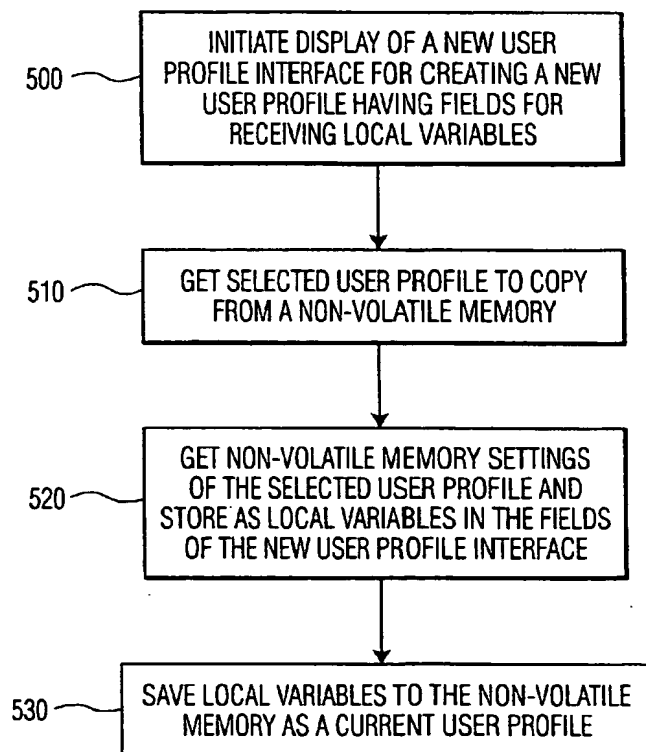 500
INITIATE DISPLAY OF A NEW USER
PROFILE INTERFACE FOR CREATING A NEW
USER PROFILE HAVING FIELDS FOR
RECEIVING LOCAL VARIABLES
510
GET SELECTED USER PROFILE TO COPY
FROM A NON-VOLATILE MEMORY
520
GET NON-VOLATILE MEMORY SETTINGS
OF THE SELECTED USER PROFILE AND
STORE AS LOCAL VARIABLES IN THE FIELDS
OF THE NEW USER PROFILE INTERFACE
530
SAVE LOCAL VARIABLES TO THE NON-VOLATILE
MEMORY AS A CURRENT USER PROFILE